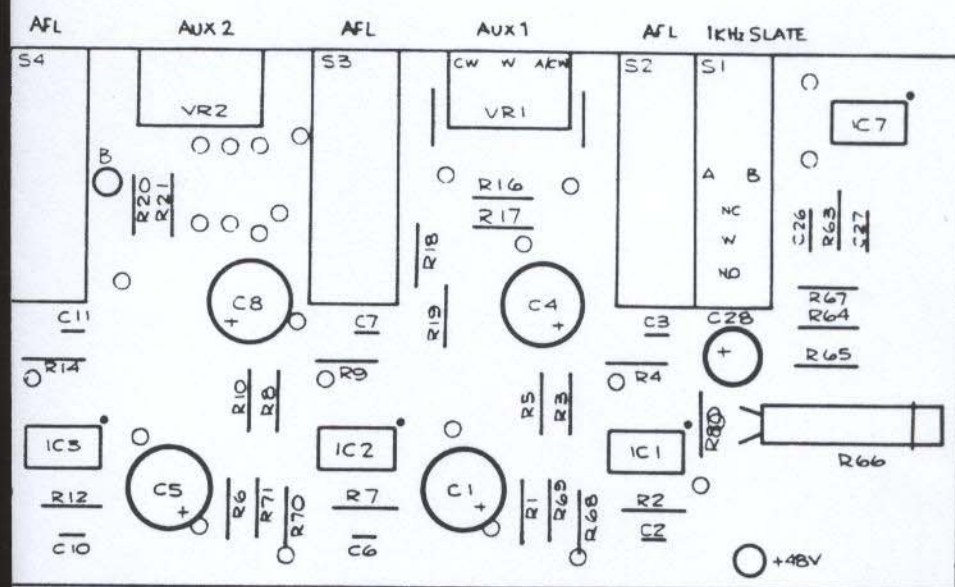 AFL AUX 2 AFL AUX 1 AFL 1KHz SLATE
S4 S3 CW W A/CW S2 S1
VR2 VR1 IC7
B
R20 R21 R16 A B
R17 NC
R18 W C26 R63 C27
NO
C8 R19 C4 R67
C11 C7 C3 C28 R64
R14 R9 R4 R65
R10 R8 R5 R3 R80
IC3 IC2 IC1 R66
C5 C1
R12 R6 R71 R70 R7 R1 R69 R68 R2
C10 C6 C2
+48V
+
+
+
+
+